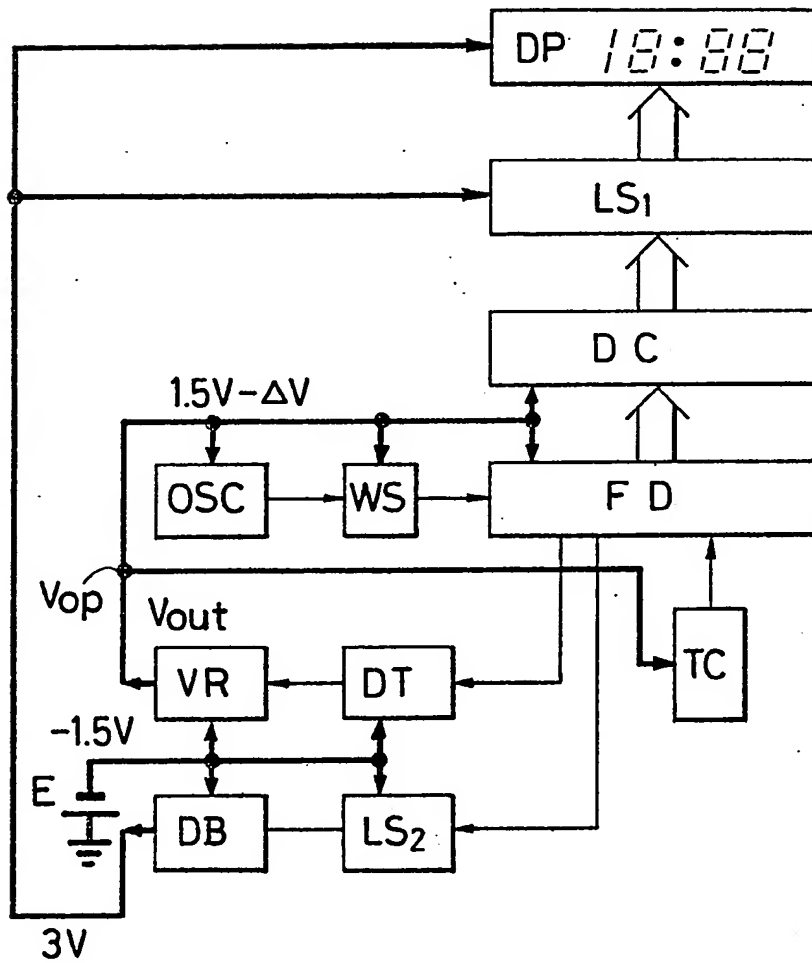 DP 18:88
LS1
DC
1.5V-ΔV
OSC
WS
FD
Vop
Vout
VR
DT
TC
-1.5V
E
DB
LS2
3V